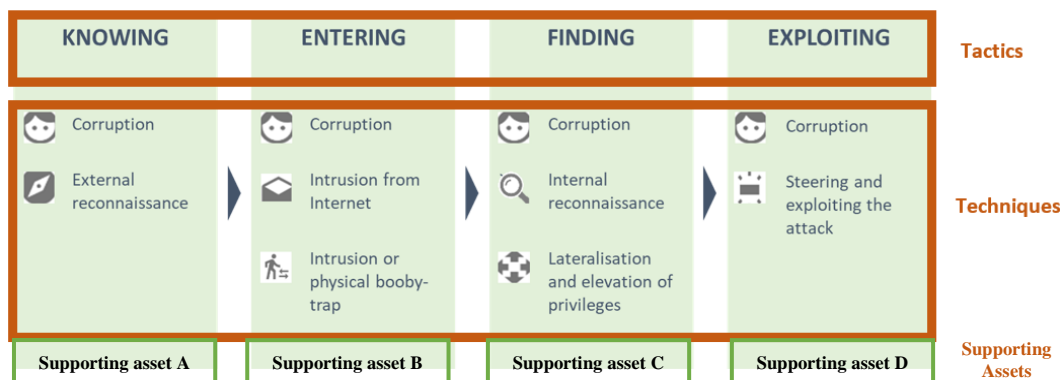 KNOWING
ENTERING
FINDING
EXPLOITING
Tactics
Corruption
External
reconnaissance
Corruption
Intrusion from
Internet
Intrusion or
physical booby-
trap
Corruption
Internal
reconnaissance
Lateralisation
and elevation of
privileges
Corruption
Steering and
exploiting the
attack
Techniques
Supporting asset A
Supporting asset B
Supporting asset C
Supporting asset D
Supporting
Assets